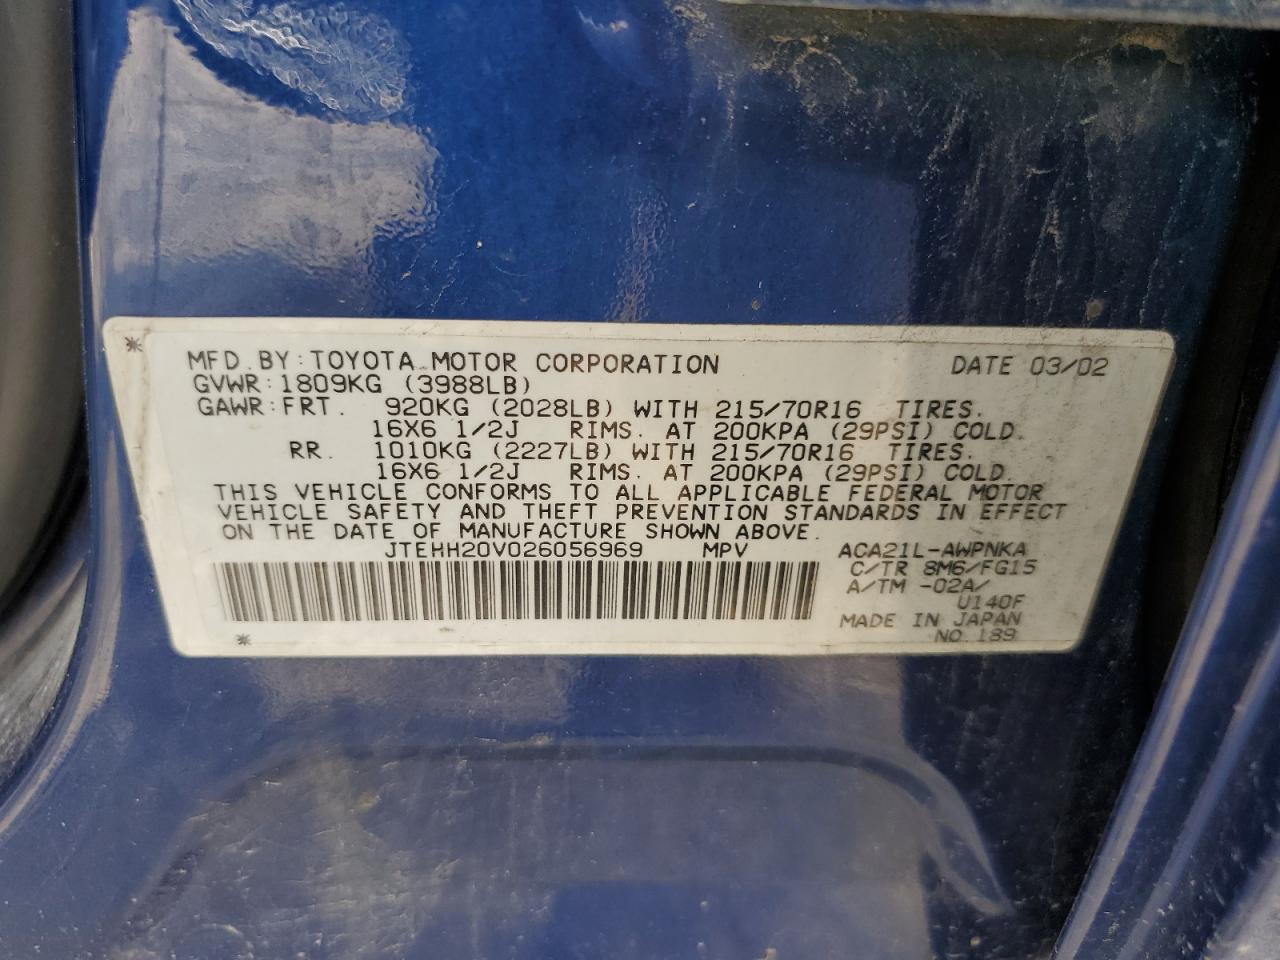 MFD. BY: TOYOTA MOTOR CORPORATION DATE 03/02
GVWR: 1809KG (3988LB)
GAWR: FRT. 920KG (2028LB) WITH 215/70R16 TIRES.
16X6 1/2J RIMS. AT 200KPA (29PSI) COLD.
RR. 1010KG (2227LB) WITH 215/70R16 TIRES.
16X6 1/2J RIMS. AT 200KPA (29PSI) COLD.
THIS VEHICLE CONFORMS TO ALL APPLICABLE FEDERAL MOTOR
VEHICLE SAFETY AND THEFT PREVENTION STANDARDS IN EFFECT
ON THE DATE OF MANUFACTURE SHOWN ABOVE.
JTEHH20V026056969 MPV ACA21L-AWPNKA
C/TR 8M6/FG15
A/TM -02A/
U140F
MADE IN JAPAN
NO.189